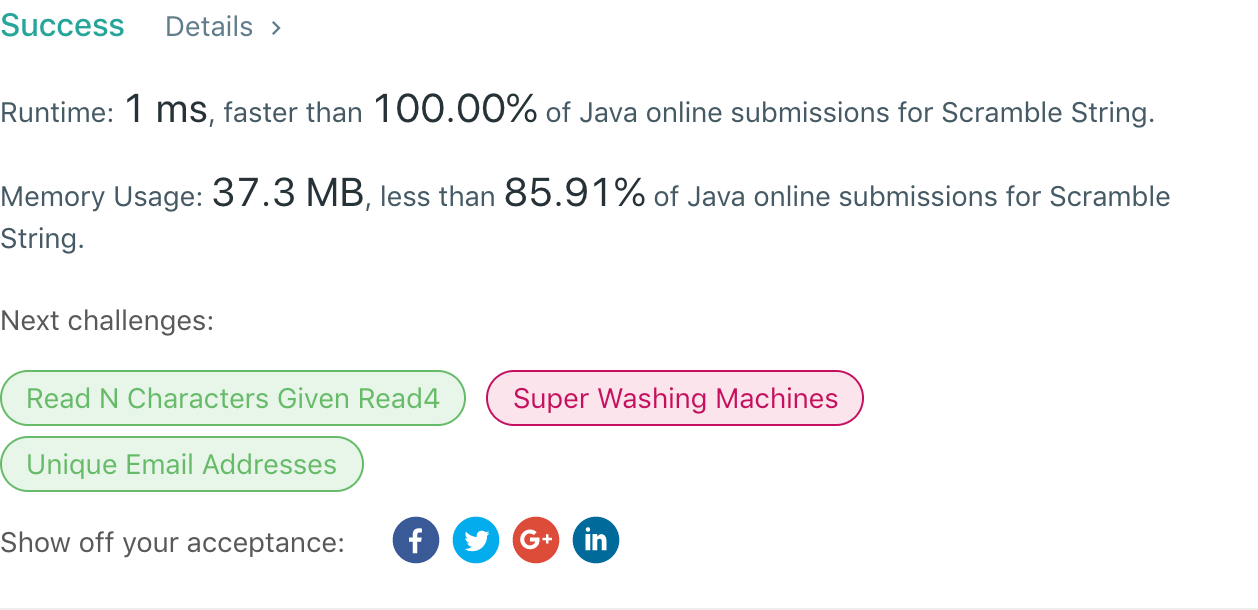 Success Details >
Runtime: 1 ms, faster than 100.00% of Java online submissions for Scramble String.
Memory Usage: 37.3 MB, less than 85.91% of Java online submissions for Scramble
String.
Next challenges:
Read N Characters Given Read4 Super Washing Machines
Unique Email Addresses
Show off your acceptance: f G+ in